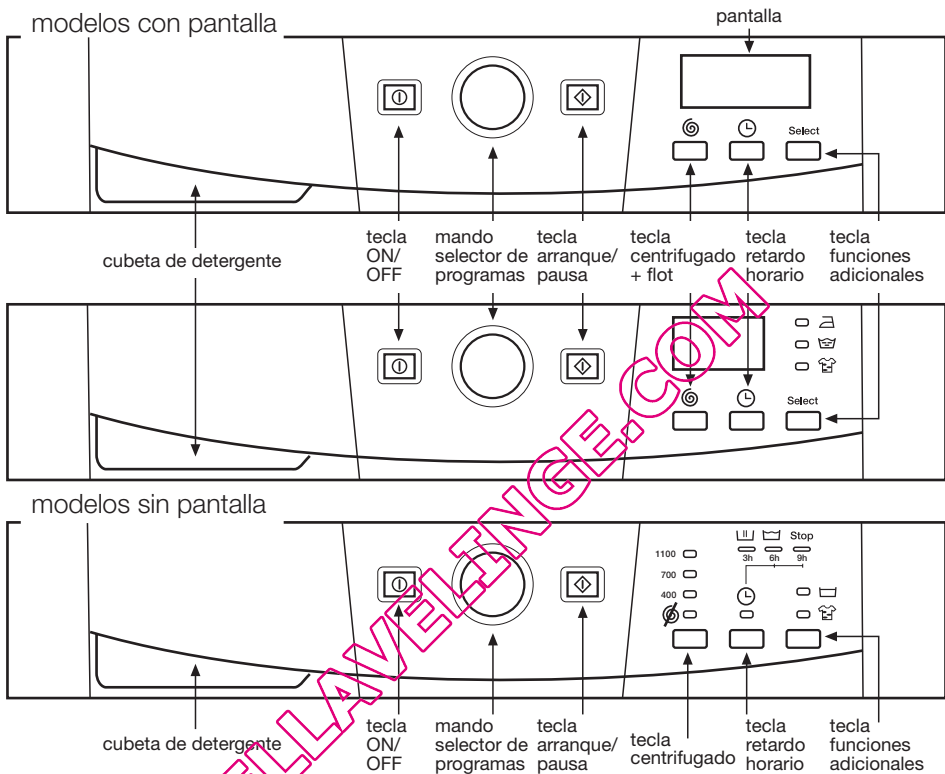 modelos con pantalla
pantalla
Select
cubeta de detergente
tecla ON/ OFF
mando selector de programas
tecla arranque/ pausa
tecla centrifugado + flot
tecla retardo horario
tecla funciones adicionales
Select
modelos sin pantalla
Stop
3h 6h 9h
1100
700
400
cubeta de detergente
tecla ON/ OFF
mando selector de programas
tecla arranque/ pausa
tecla centrifugado
tecla retardo horario
tecla funciones adicionales